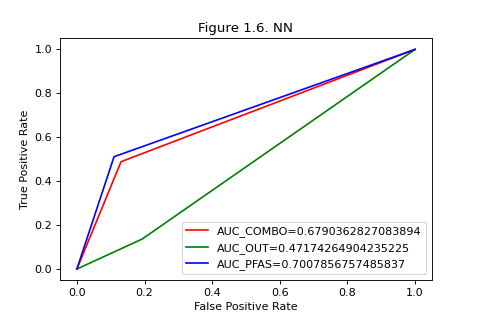 Figure 1.6. NN
1.0
0.8
0.6
0.4
0.2
0.0
True Positive Rate
AUC_COMBO=0.6790362827083894
AUC_OUT=0.47174264904235225
AUC_PFAS=0.7007856757485837
0.0 0.2 0.4 0.6 0.8 1.0
False Positive Rate